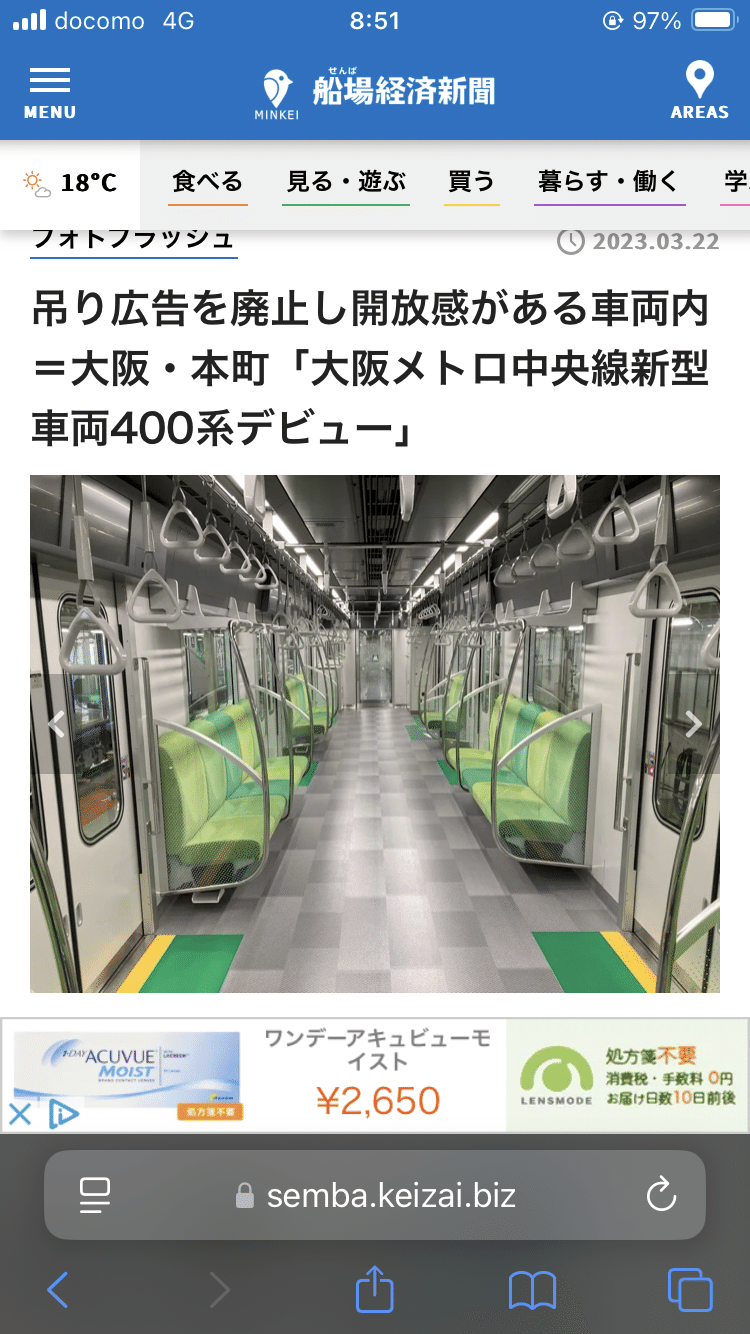 docomo 4G 8:51 97%
MENU
MINKEI
せんば
船場経済新聞
AREAS
18°C 食べる 見る・遊ぶ 買う 暮らす・働く 学
フォトフラッシュ 2023.03.22
吊り広告を廃止し開放感がある車両内
＝大阪・本町「大阪メトロ中央線新型
車両400系デビュー」
1-DAY ACUVUE
MOIST
処方箋不要
ワンデーアキュビューモ
イスト
¥2,650
LENSMODE
処方箋不要
消費税・手数料 0円
お届け日数10日前後
semba.keizai.biz